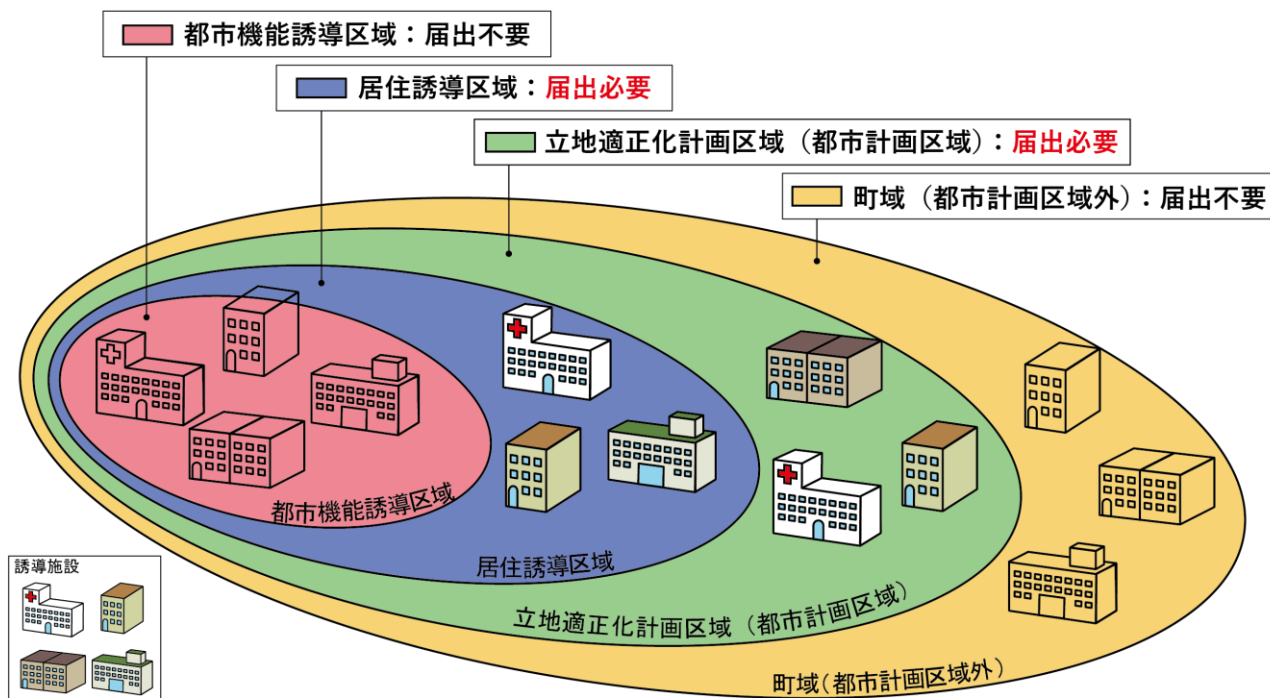 都市機能誘導区域：届出不要
居住誘導区域：届出必要
立地適正化計画区域（都市計画区域）：届出必要
町域（都市計画区域外）：届出不要
都市機能誘導区域
居住誘導区域
立地適正化計画区域（都市計画区域）
町域（都市計画区域外）
誘導施設